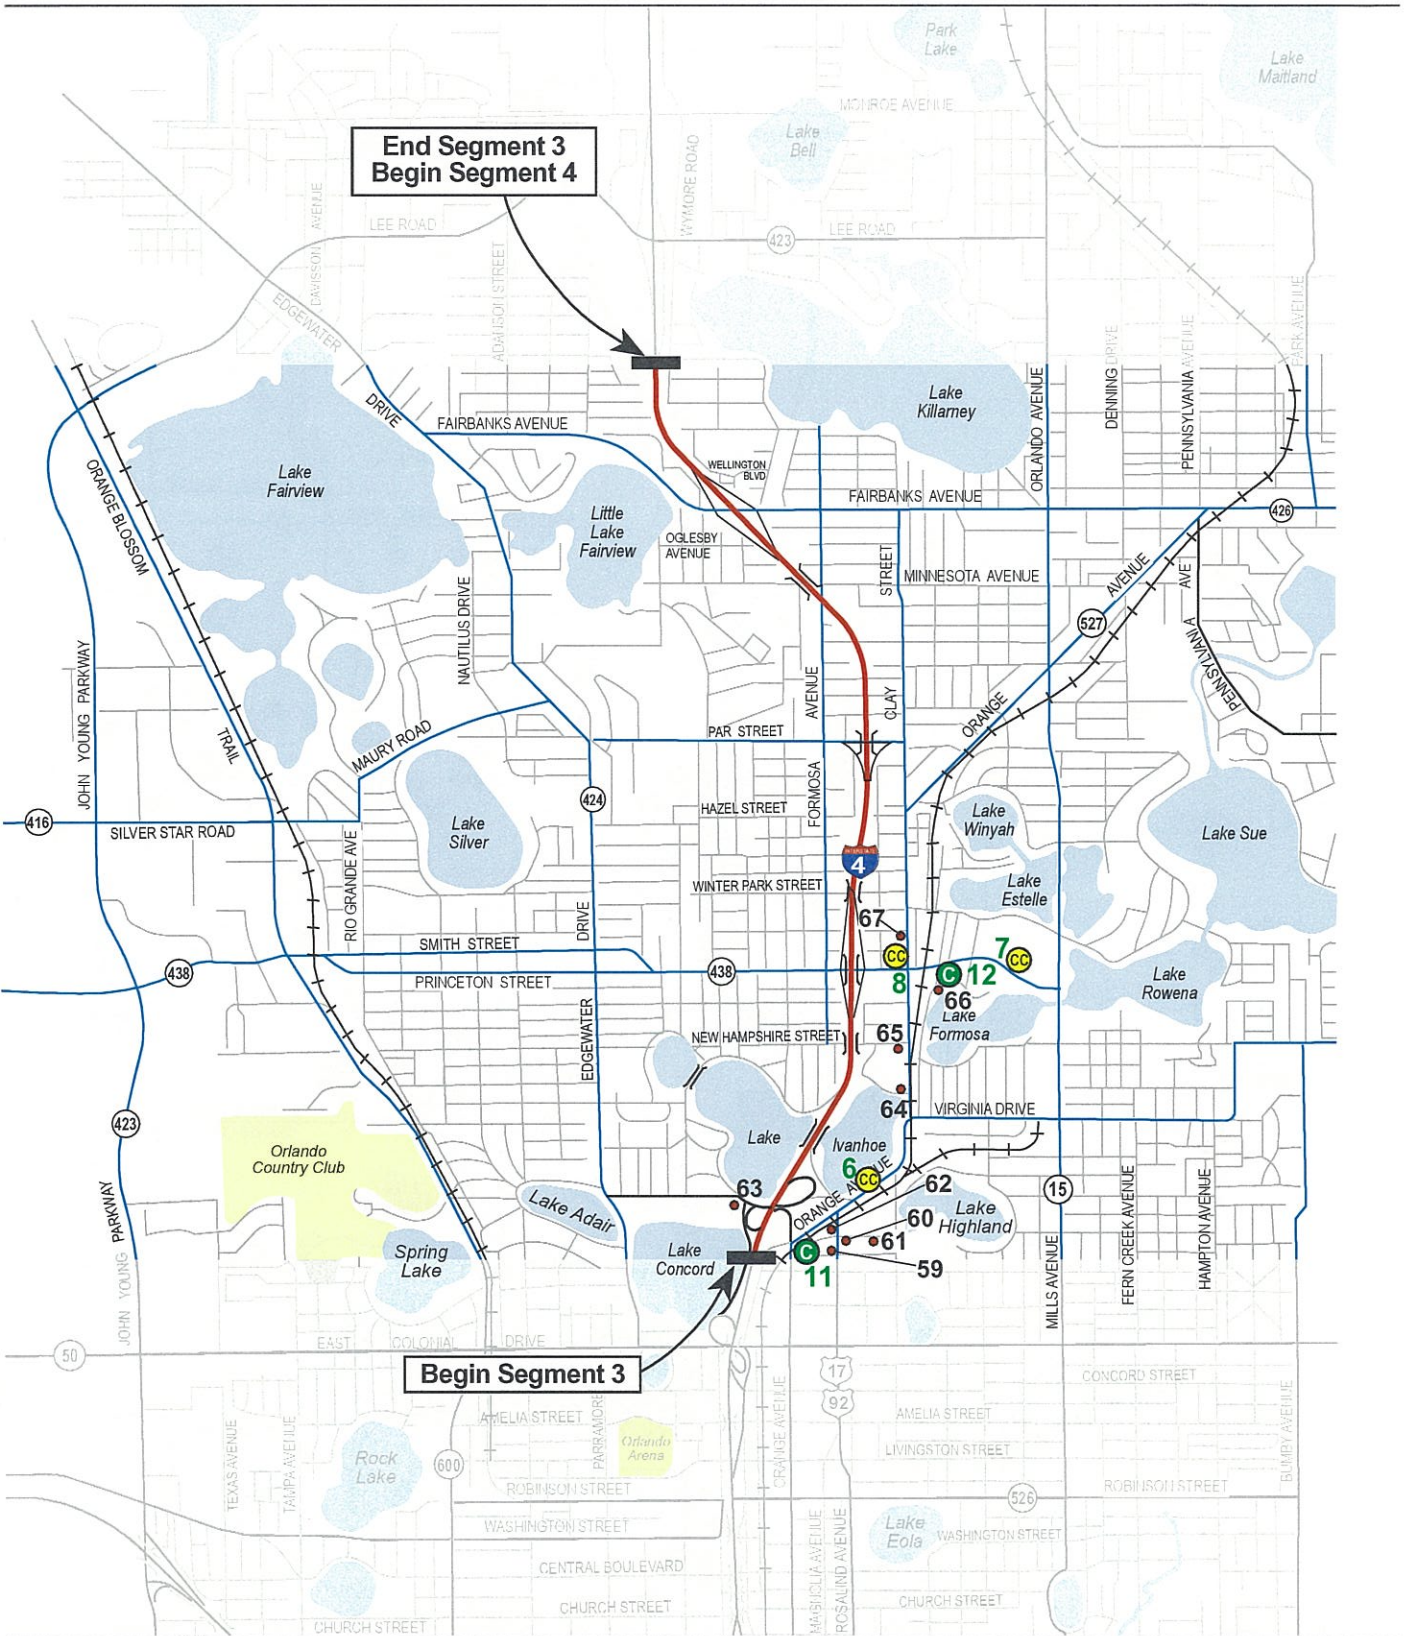 Park
Lake
Lake
Maitland
MONROE AVENUE
Lake
Bell
End Segment 3
Begin Segment 4
WYMORE ROAD
DAVISSON AVENUE
LEE ROAD
423
LEE ROAD
ADANSON STREET
EDGEWATER
DRIVE
PARK AVENUE
DENNING DRIVE
PENNSYLVANIA AVENUE
ORLANDO AVENUE
Lake
Killarney
FAIRBANKS AVENUE
WELLINGTON
BLVD
Lake
Fairview
ORANGE BLOSSOM
TRAIL
FAIRBANKS AVENUE
426
Little
Lake
Fairview
OGLESBY
AVENUE
STREET
CLAY
MINNESOTA AVENUE
AVENUE
ORANGE
527
PENNSYLVANIA AVE
PENNSYLVANIA
NAUTILUS DRIVE
JOHN YOUNG PARKWAY
AVENUE
FORMOSA
MAURY ROAD
PAR STREET
424
HAZEL STREET
416
SILVER STAR ROAD
Lake
Silver
Lake
Winyah
Lake Sue
INTERSTATE
4
RIO GRANDE AVE
WINTER PARK STREET
Lake
Estelle
67
DRIVE
EDGEWATER
SMITH STREET
438
438
PRINCETON STREET
CC
8
C
12
7
CC
66
Lake
Rowena
Lake
Formosa
NEW HAMPSHIRE STREET
65
64
VIRGINIA DRIVE
423
Lake
Ivanhoe
Orlando
Country Club
6
CC
ORANGE AVENUE
63
62
15
FERN CREEK AVENUE
HAMPTON AVENUE
MILLS AVENUE
Lake Adair
Lake
Highland
60
61
59
C
11
PARKWAY
JOHN YOUNG
Spring
Lake
Lake
Concord
EAST COLONIAL DRIVE
50
Begin Segment 3
17
92
CONCORD STREET
AMELIA STREET
AMELIA STREET
ORANGE AVENUE
PARRAMORE
Orlando
Arena
LIVINGSTON STREET
BUMBY AVENUE
TEXAS AVENUE
TAMPA AVENUE
Rock
Lake
600
ROBINSON STREET
526
ROBINSON STREET
WASHINGTON STREET
Lake
Eola
WASHINGTON STREET
MAGNOLIA AVENUE
ROSALIND AVENUE
CENTRAL BOULEVARD
CHURCH STREET
CHURCH STREET
CHURCH STREET